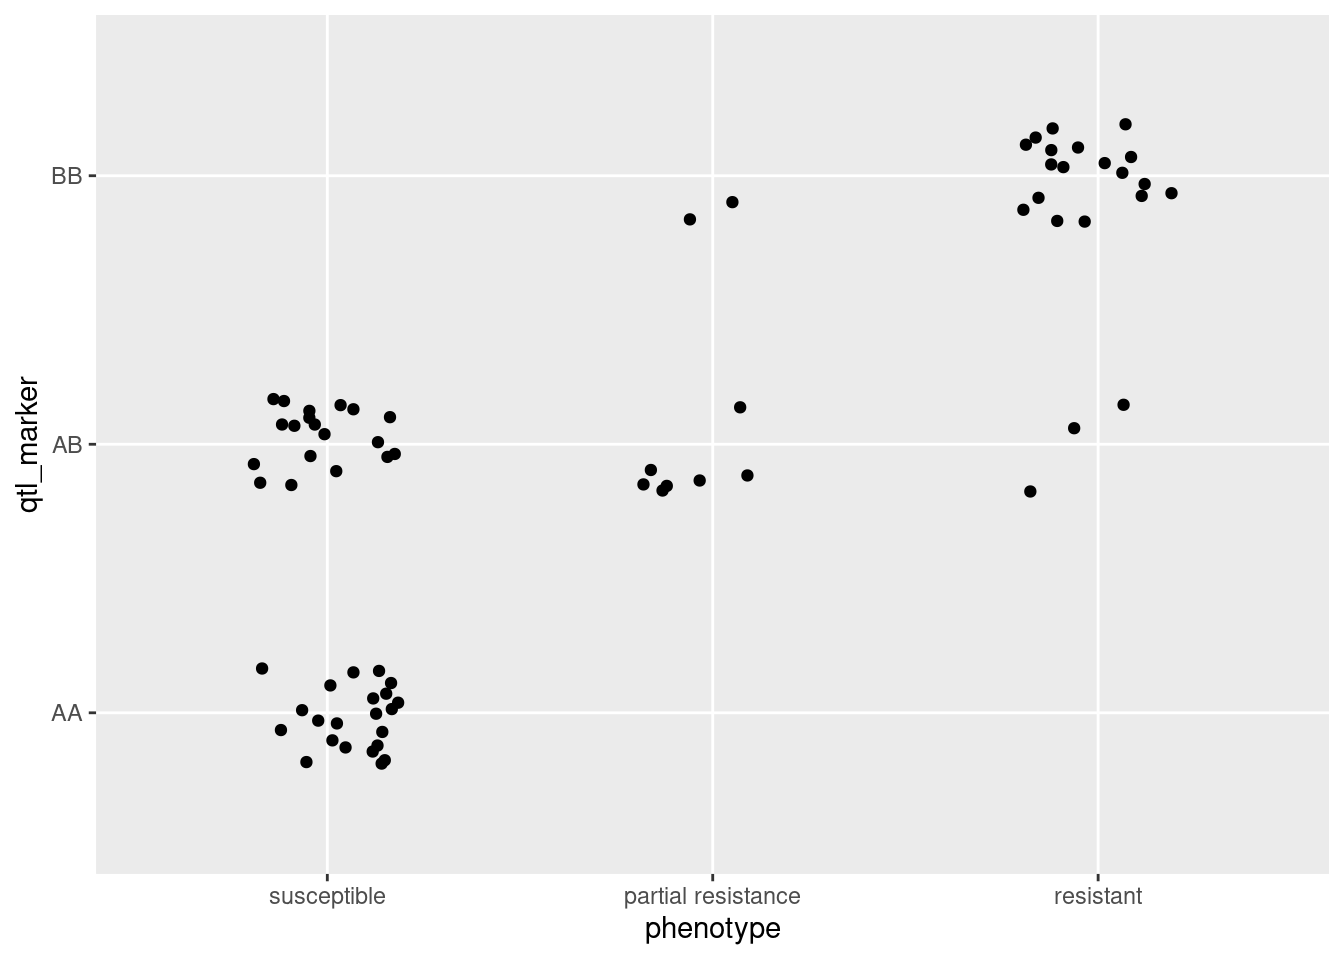 BB
AB
AA
qtl_marker
susceptible
partial resistance
resistant
phenotype